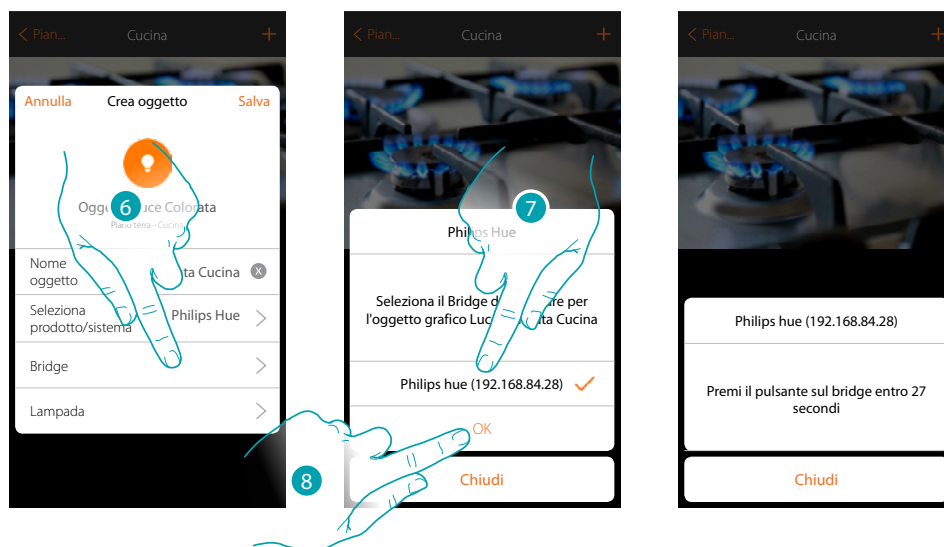 Pian... Cucina +
Annulla Crea oggetto Salva
6
Luce Colorata
Piano terra - Cucina
Nome
oggetto
ta Cucina X
Seleziona
prodotto/sistema
Philips Hue
Bridge
Lampada
Pian... Cucina +
7
Philips Hue
Seleziona il Bridge d re per
l'oggetto grafico Luc ta Cucina
Philips hue (192.168.84.28)
OK
8
Chiudi
Pian... Cucina +
Philips hue (192.168.84.28)
Premi il pulsante sul bridge entro 27
secondi
Chiudi